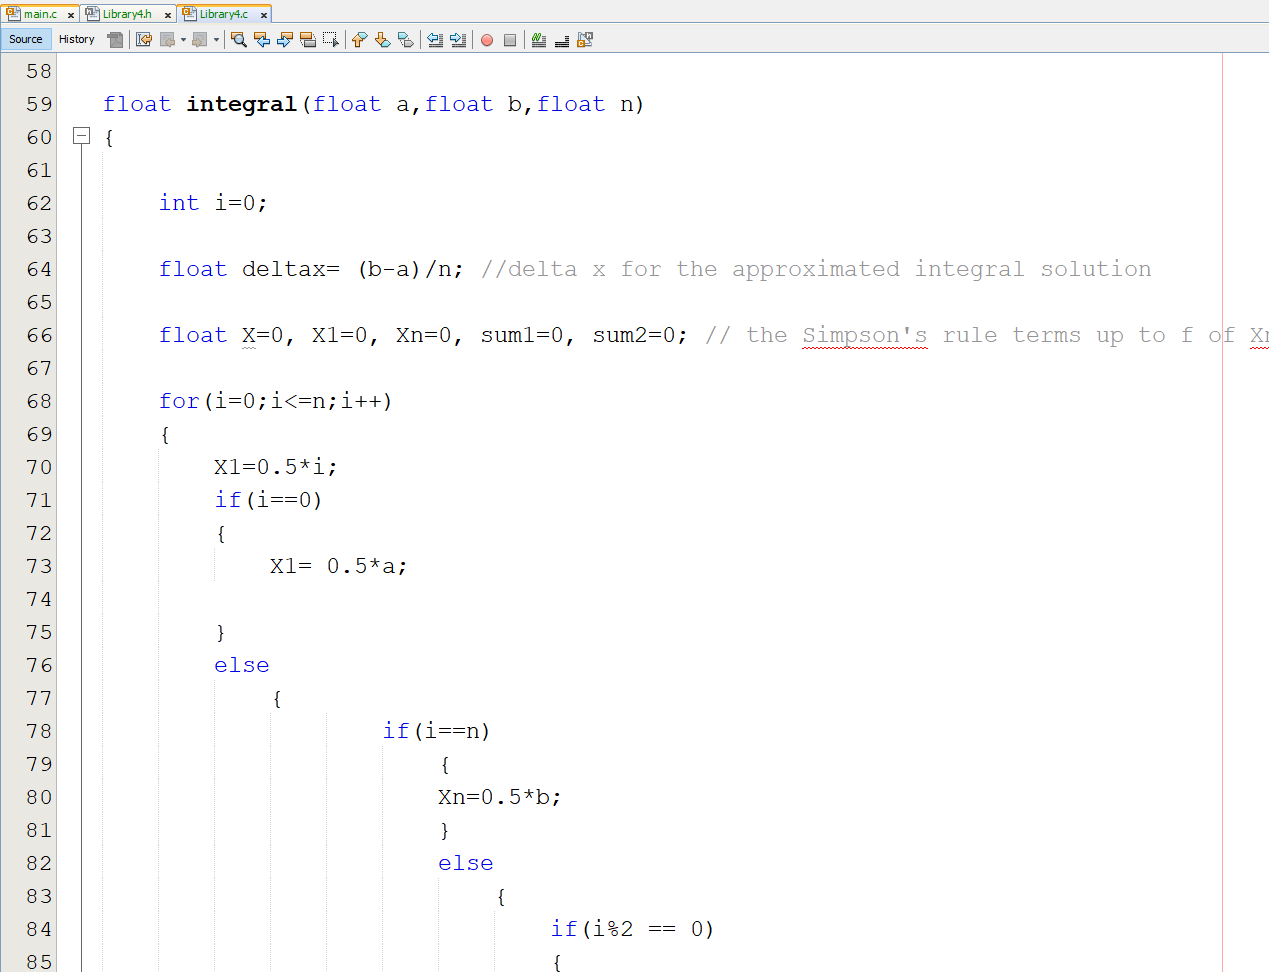 main.c x Library4.h x Library4.c x
Source History
58
59 float integral(float a,float b,float n)
60 {
61
62 int i=0;
63
64 float deltax= (b-a)/n; //delta x for the approximated integral solution
65
66 float X=0, X1=0, Xn=0, sum1=0, sum2=0; // the Simpson's rule terms up to f of Xn
67
68 for(i=0;i<=n;i++)
69 {
70 X1=0.5*i;
71 if(i==0)
72 {
73 X1= 0.5*a;
74
75 }
76 else
77 {
78 if(i==n)
79 {
80 Xn=0.5*b;
81 }
82 else
83 {
84 if(i%2 == 0)
85 {